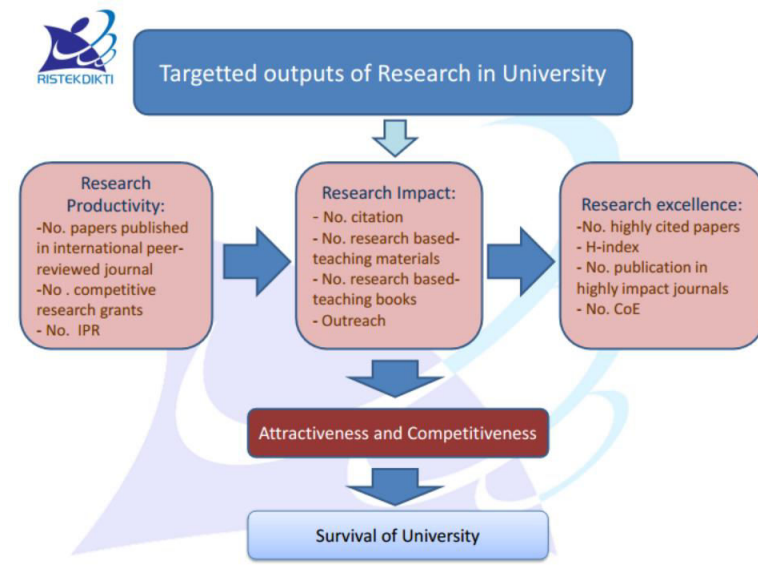 RISTEKDIKTI
Targetted outputs of Research in University
Research
Productivity:
-No. papers published
in international peer-
reviewed journal
-No . competitive
research grants
- No. IPR
Research Impact:
- No. citation
- No. research based-
teaching materials
- No. research based-
teaching books
- Outreach
Research excellence:
-No. highly cited papers
- H-index
- No. publication in
highly impact journals
- No. CoE
Attractiveness and Competitiveness
Survival of University